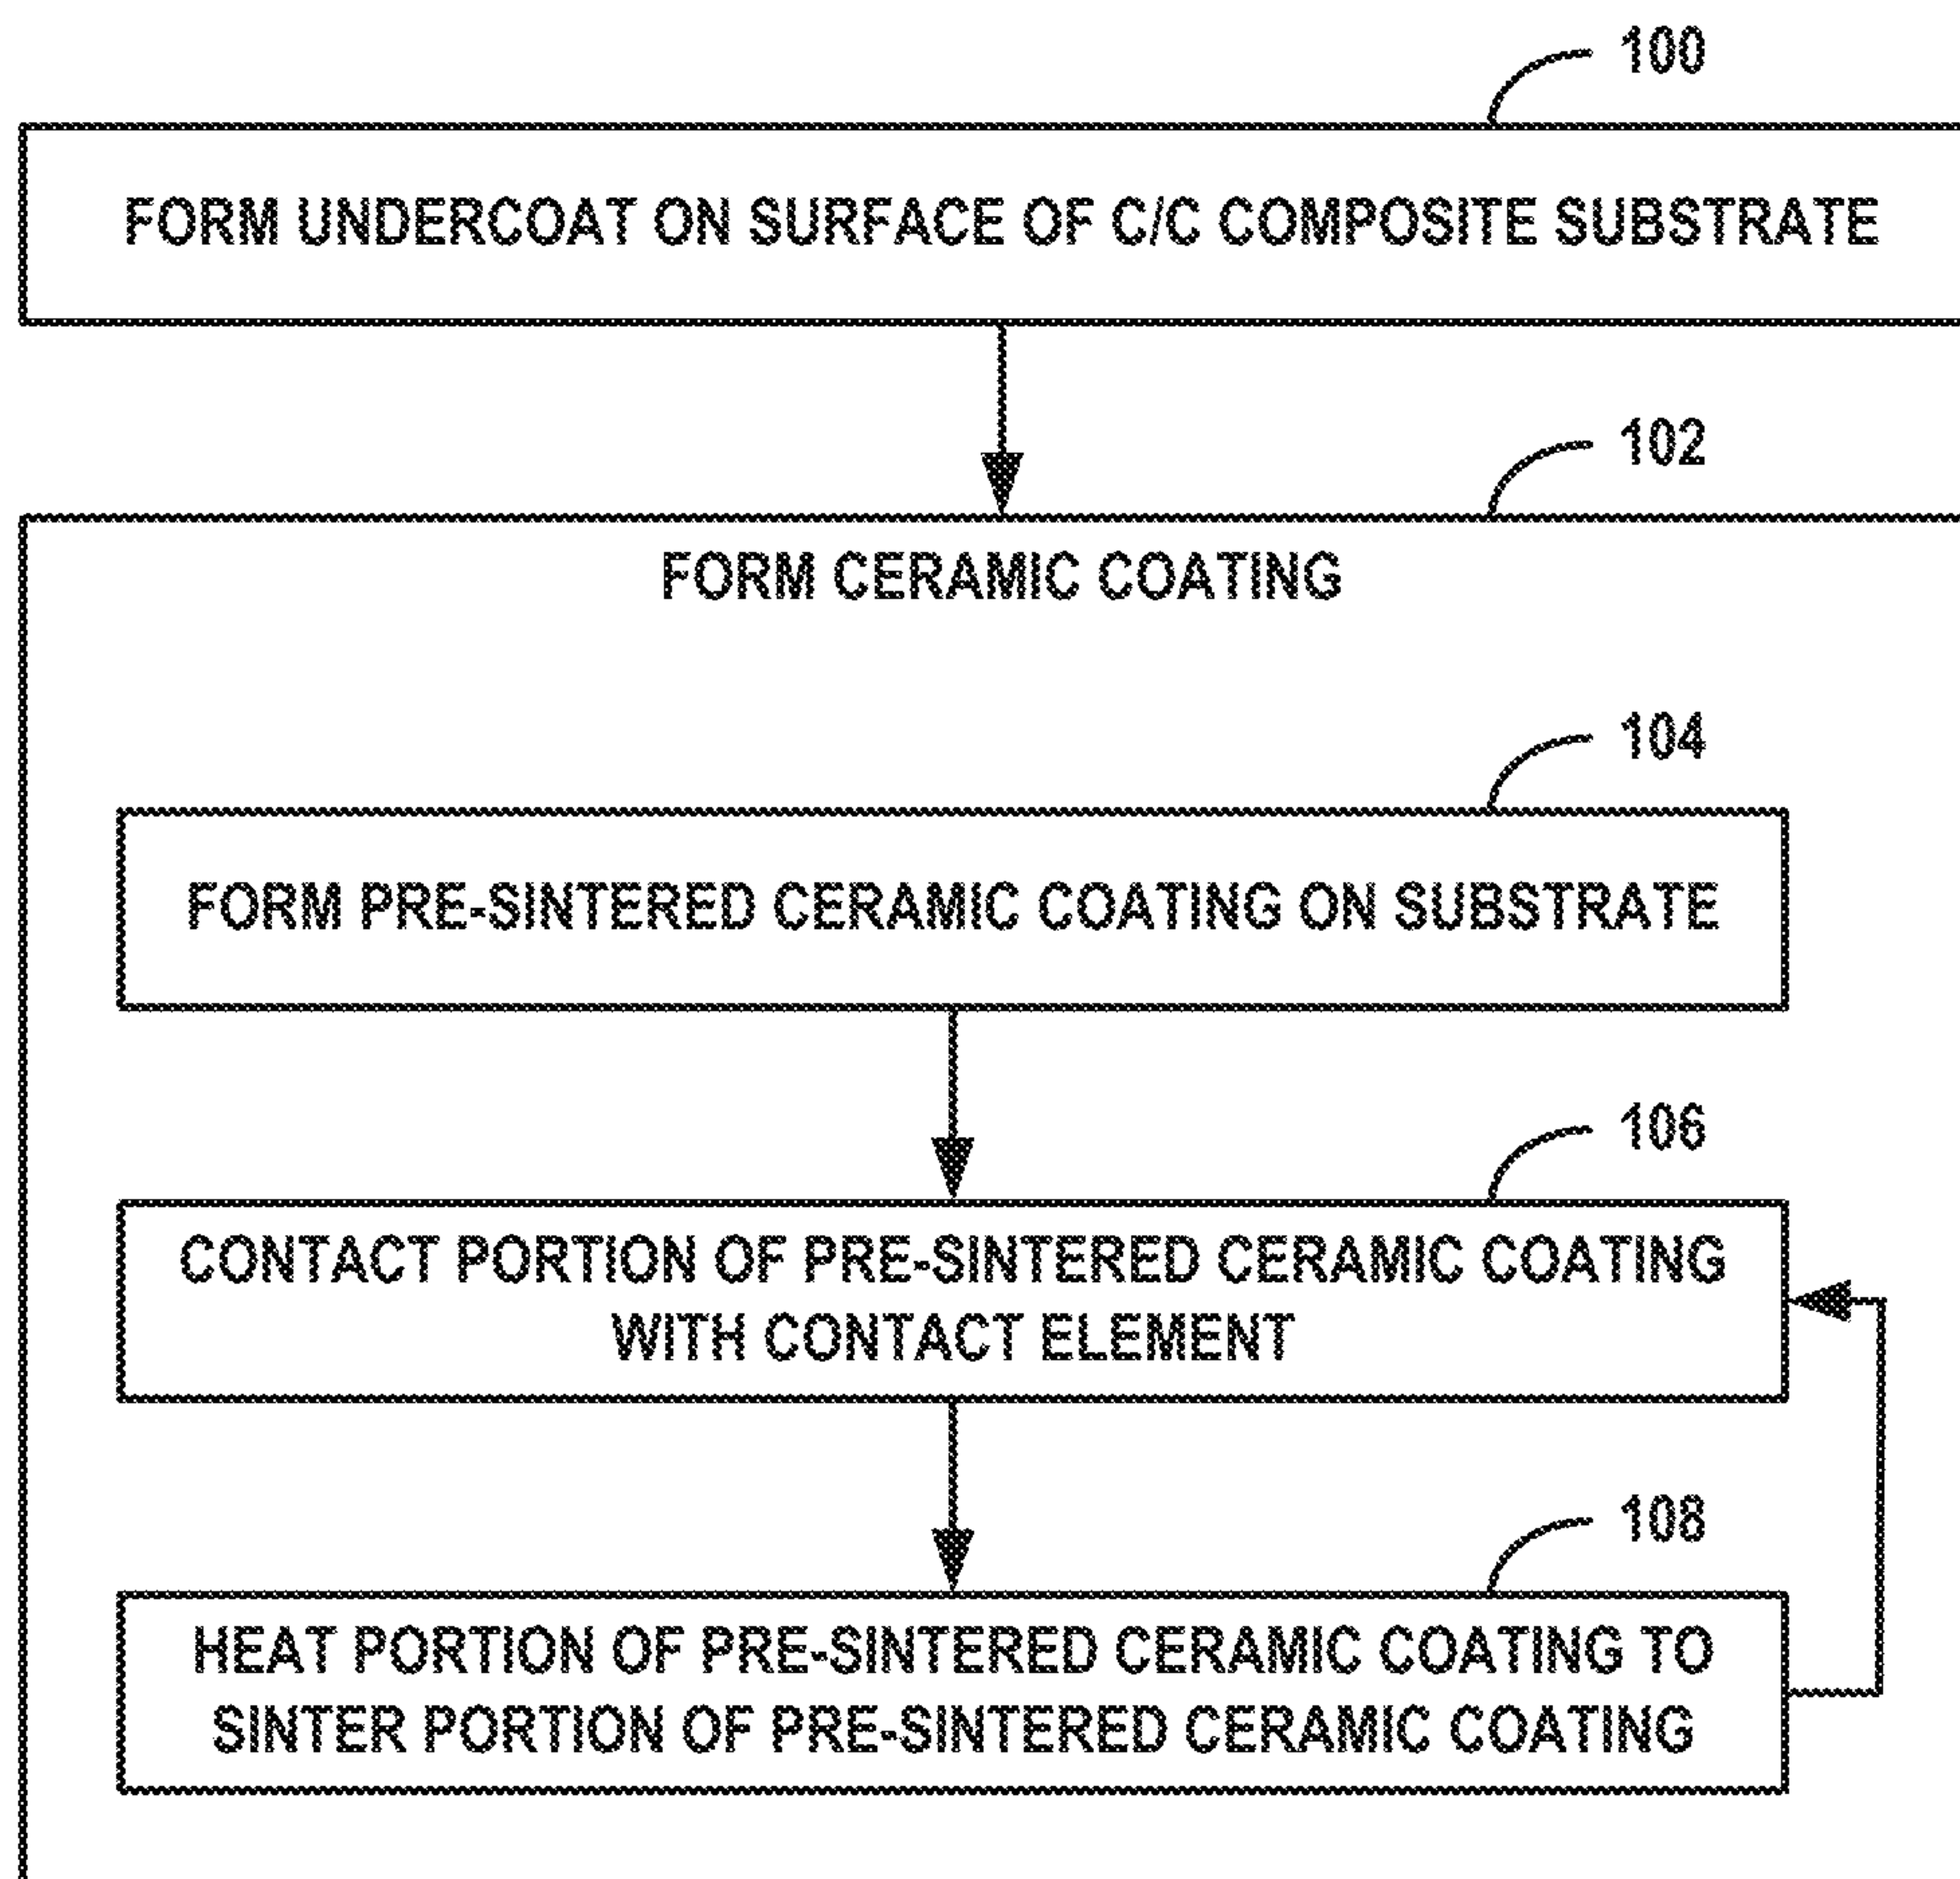 100
FORM UNDERCOAT ON SURFACE OF C/C COMPOSITE SUBSTRATE
102
FORM CERAMIC COATING
104
FORM PRE-SINTERED CERAMIC COATING ON SUBSTRATE
106
CONTACT PORTION OF PRE-SINTERED CERAMIC COATING
WITH CONTACT ELEMENT
108
HEAT PORTION OF PRE-SINTERED CERAMIC COATING TO
SINTER PORTION OF PRE-SINTERED CERAMIC COATING